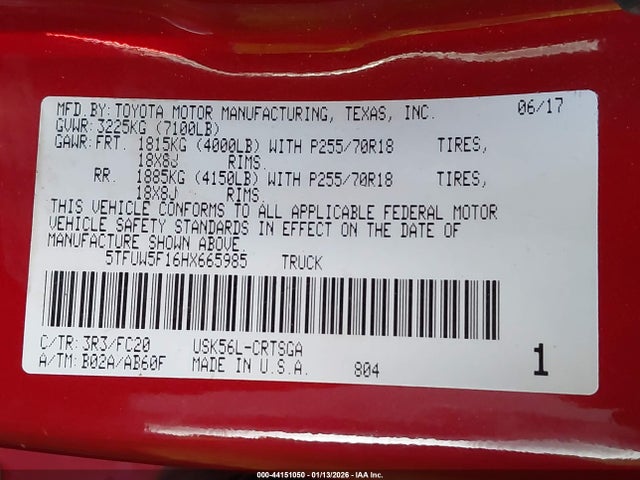 MFD.BY: TOYOTA MOTOR MANUFACTURING, TEXAS, INC. 06/17
GVWR: 3225KG (7100LB)
GAWR: FRT. 1815KG (4000LB) WITH P255/70R18 TIRES,
18X8J RIMS
RR. 1885KG (4150LB) WITH P255/70R18 TIRES,
18X8J RIMS
THIS VEHICLE CONFORMS TO ALL APPLICABLE FEDERAL MOTOR
VEHICLE SAFETY STANDARDS IN EFFECT ON THE DATE OF
MANUFACTURE SHOWN ABOVE.
5TFUW5F16HX665985 TRUCK
C/TR: 3R3/FC20 USK56L-CRTSGA
A/TM: B02A/AB60F MADE IN U.S.A. 804 1
000-44151050 — 01/13/2026 — IAA Inc.